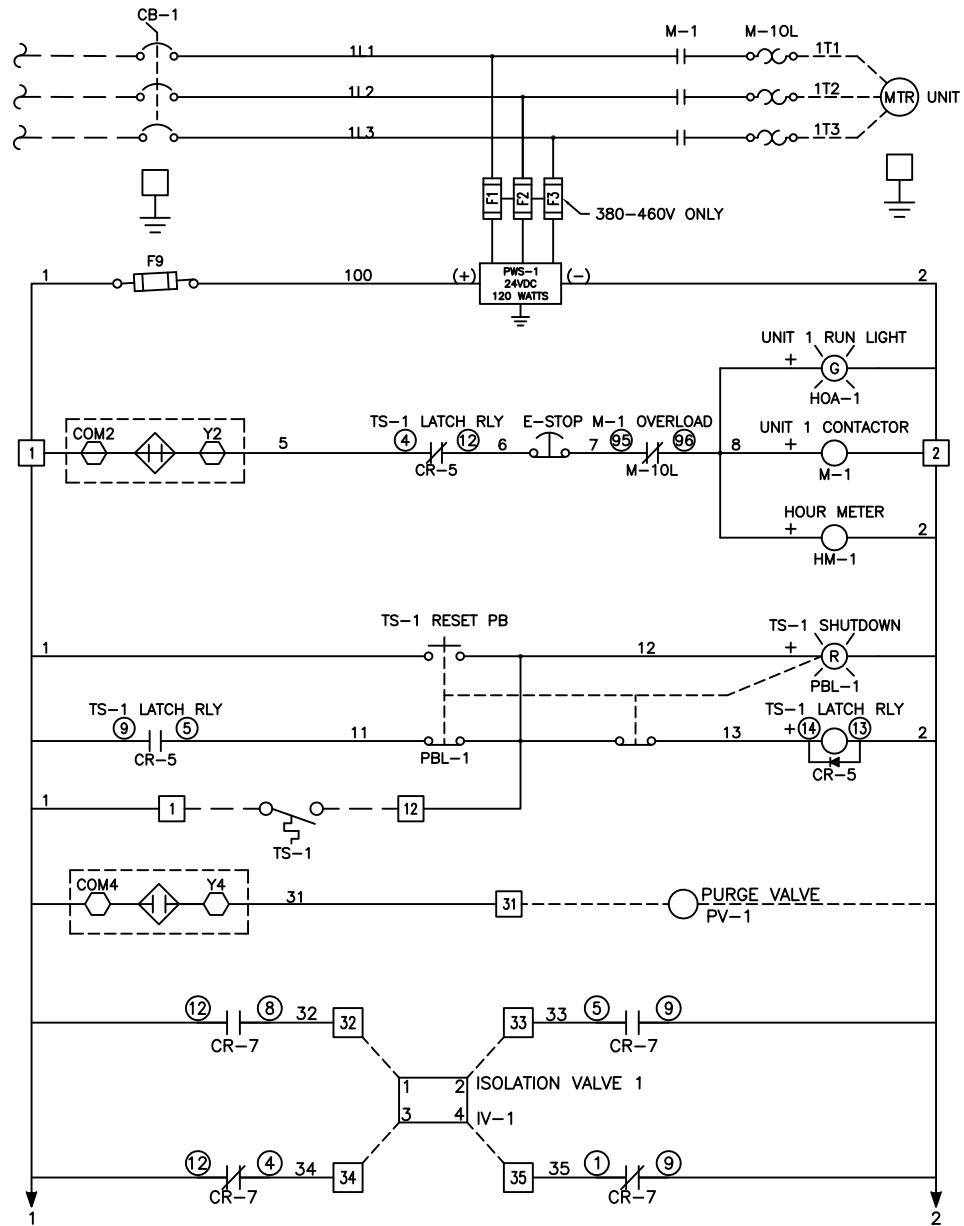 CB-1
M-1 M-10L
1L1 1T1
1L2 1T2 MTR UNIT
1L3 1T3
F1 F2 F3
380-460V ONLY
F9
1 100 (+) PWS-1 (-) 2
24VDC
120 WATTS
UNIT 1 RUN LIGHT
+ G
HOA-1
TS-1 LATCH RLY E-STOP M-1 OVERLOAD UNIT 1 CONTACTOR
COM2 Y2 5 4 12 6 7 95 96 8
1 2
CR-5 M-10L M-1
HOUR METER
+ 2
HM-1
TS-1 RESET PB TS-1 SHUTDOWN
1 12 + R
PBL-1
TS-1 LATCH RLY TS-1 LATCH RLY
9 5 11 13 +14 13 2
CR-5 PBL-1 CR-5
1 1 12
TS-1
COM4 Y4 31 31 PURGE VALVE
PV-1
12 8 32 32 33 33 5 9
CR-7 CR-7
1 2 ISOLATION VALVE 1
3 4 IV-1
12 4 34 34 35 35 1 9
CR-7 CR-7
1 2